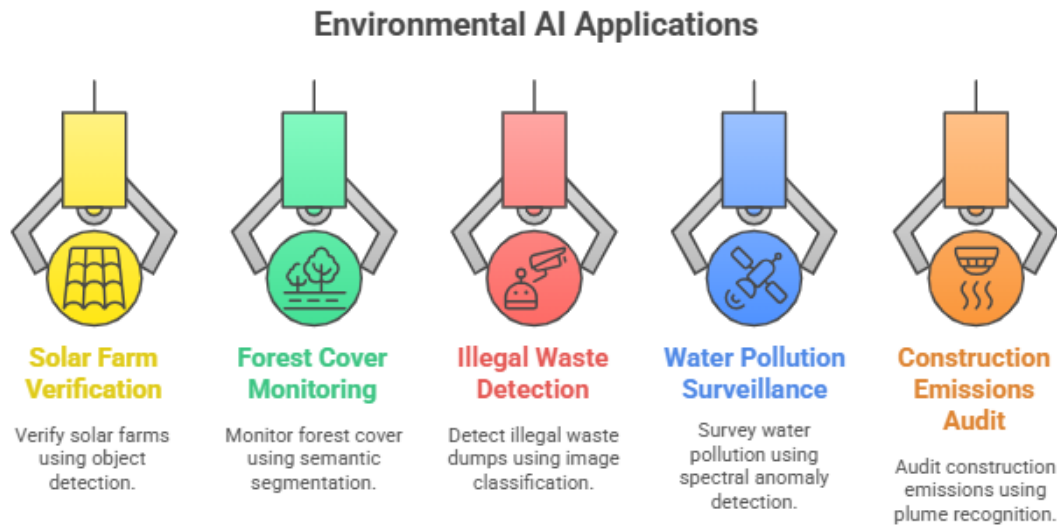 Environmental AI Applications
Solar Farm
Verification
Verify solar farms
using object
detection.
Forest Cover
Monitoring
Monitor forest cover
using semantic
segmentation.
Illegal Waste
Detection
Detect illegal waste
dumps using image
classification.
Water Pollution
Surveillance
Survey water
pollution using
spectral anomaly
detection.
Construction
Emissions
Audit
Audit construction
emissions using
plume recognition.